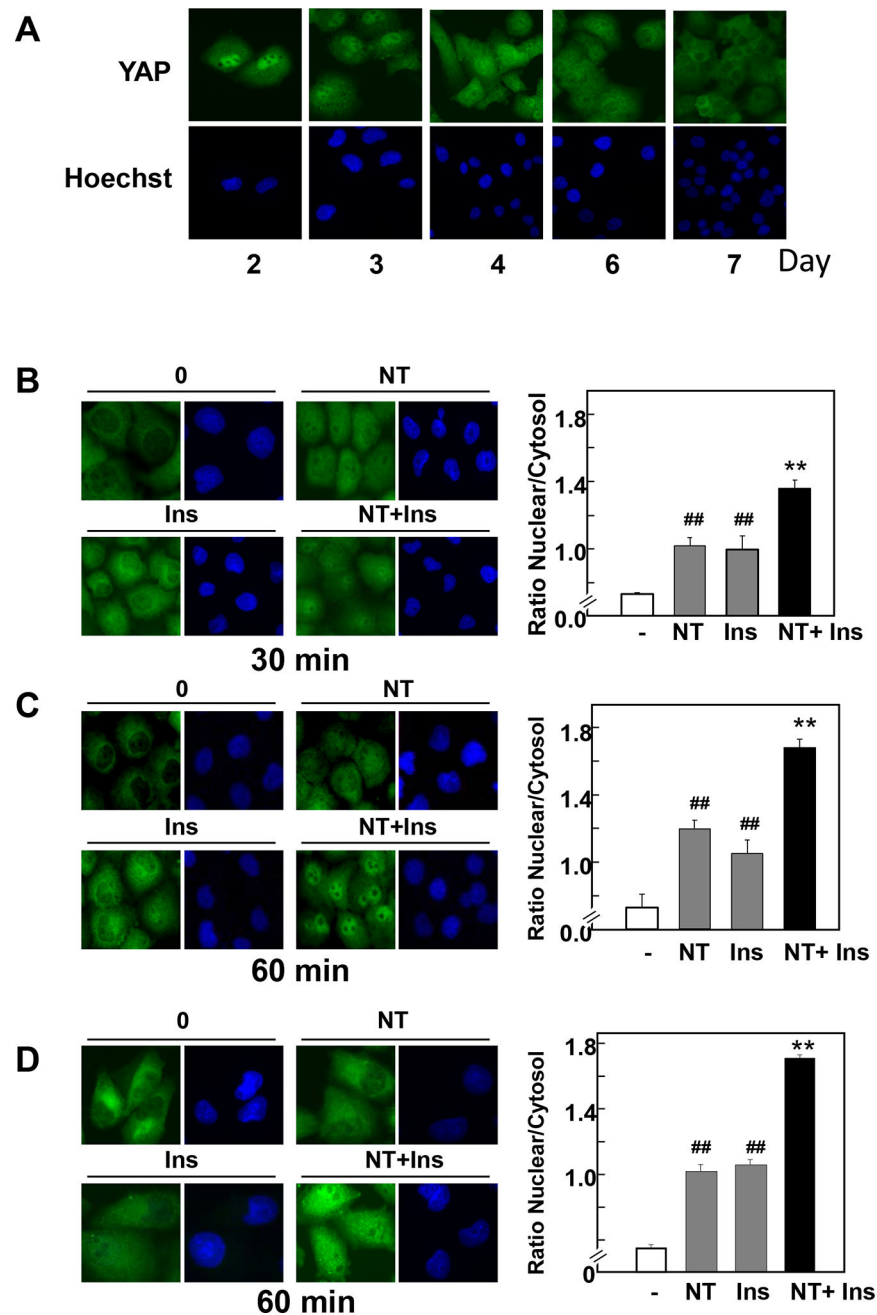 A
YAP
Hoechst
2 3 4 6 7 Day
B
0 NT
Ins NT+Ins
30 min
Ratio Nuclear/Cytosol
1.8
1.4
1.0
0.0
** 
## ##
- NT Ins NT+ Ins
C
0 NT
Ins NT+Ins
60 min
Ratio Nuclear/Cytosol
1.8
1.4
1.0
0.0
**
## ##
- NT Ins NT+ Ins
D
0 NT
Ins NT+Ins
60 min
Ratio Nuclear/Cytosol
1.8
1.4
1.0
0
**
## ##
- NT Ins NT+ Ins